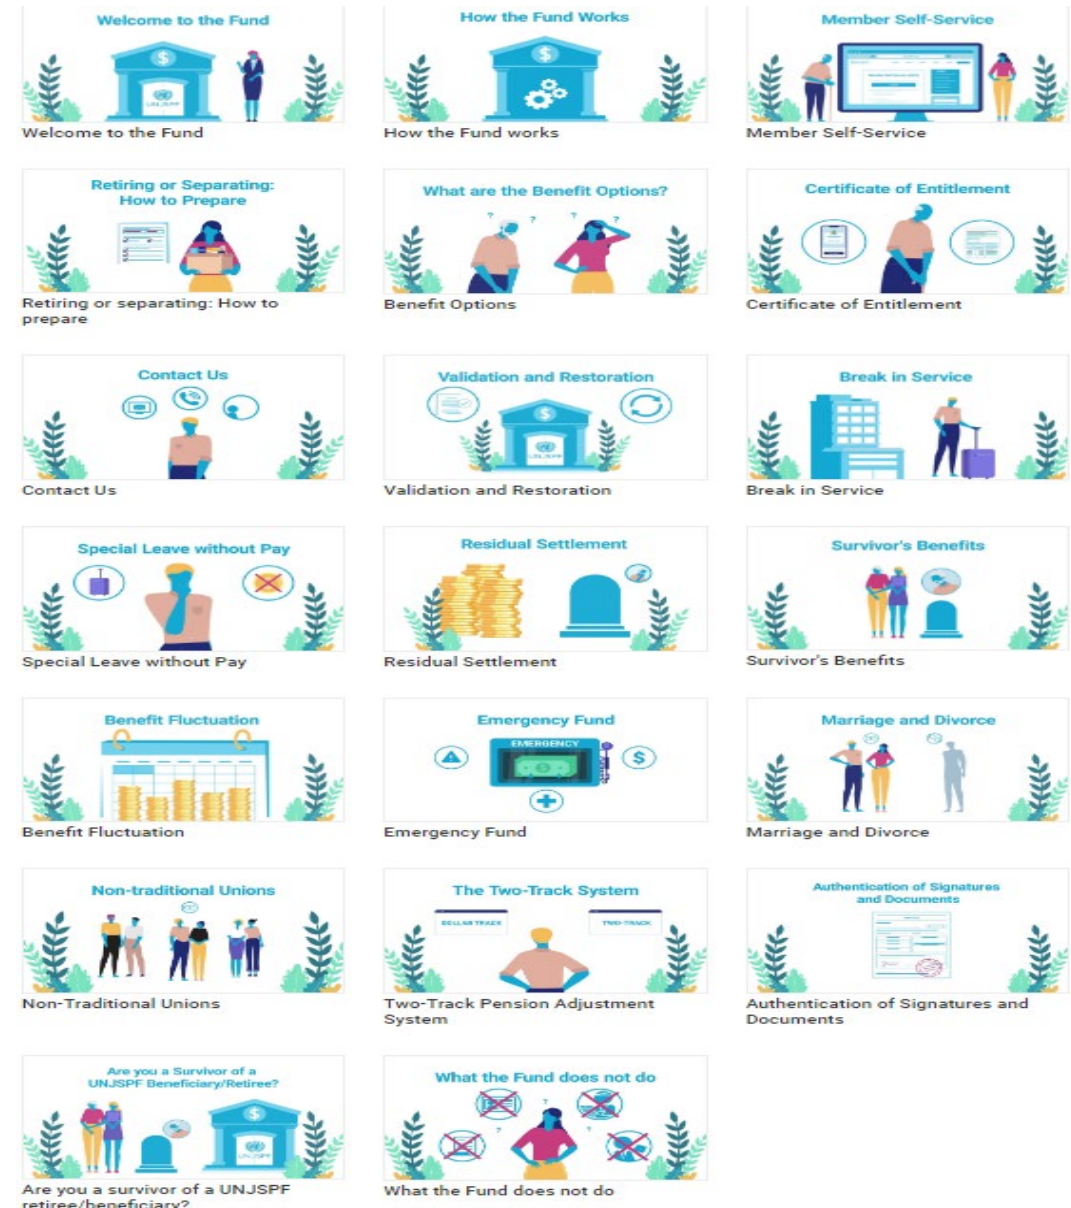 Welcome to the Fund
$
UNJSPF
Welcome to the Fund
How the Fund Works
$
How the Fund works
Member Self-Service
Member Self-Service
Retiring or Separating:
How to Prepare
Retiring or separating: How to
prepare
What are the Benefit Options?
? ? ? ?
Benefit Options
Certificate of Entitlement
Certificate of Entitlement
Contact Us
Contact Us
Validation and Restoration
$
UNJSPF
Validation and Restoration
Break in Service
Break in Service
Special Leave without Pay
Special Leave without Pay
Residual Settlement
Residual Settlement
Survivor's Benefits
Survivor's Benefits
Benefit Fluctuation
Benefit Fluctuation
Emergency Fund
EMERGENCY
$
$
Emergency Fund
Marriage and Divorce
Marriage and Divorce
Non-traditional Unions
Non-Traditional Unions
The Two-Track System
DOLLAR TRACK
TWO-TRACK
Two-Track Pension Adjustment
System
Authentication of Signatures
and Documents
Authentication of Signatures and
Documents
Are you a Survivor of a
UNJSPF Beneficiary/Retiree?
$
UNJSPF
Are you a survivor of a UNJSPF
retiree/beneficiary?
What the Fund does not do
? ? ?
What the Fund does not do